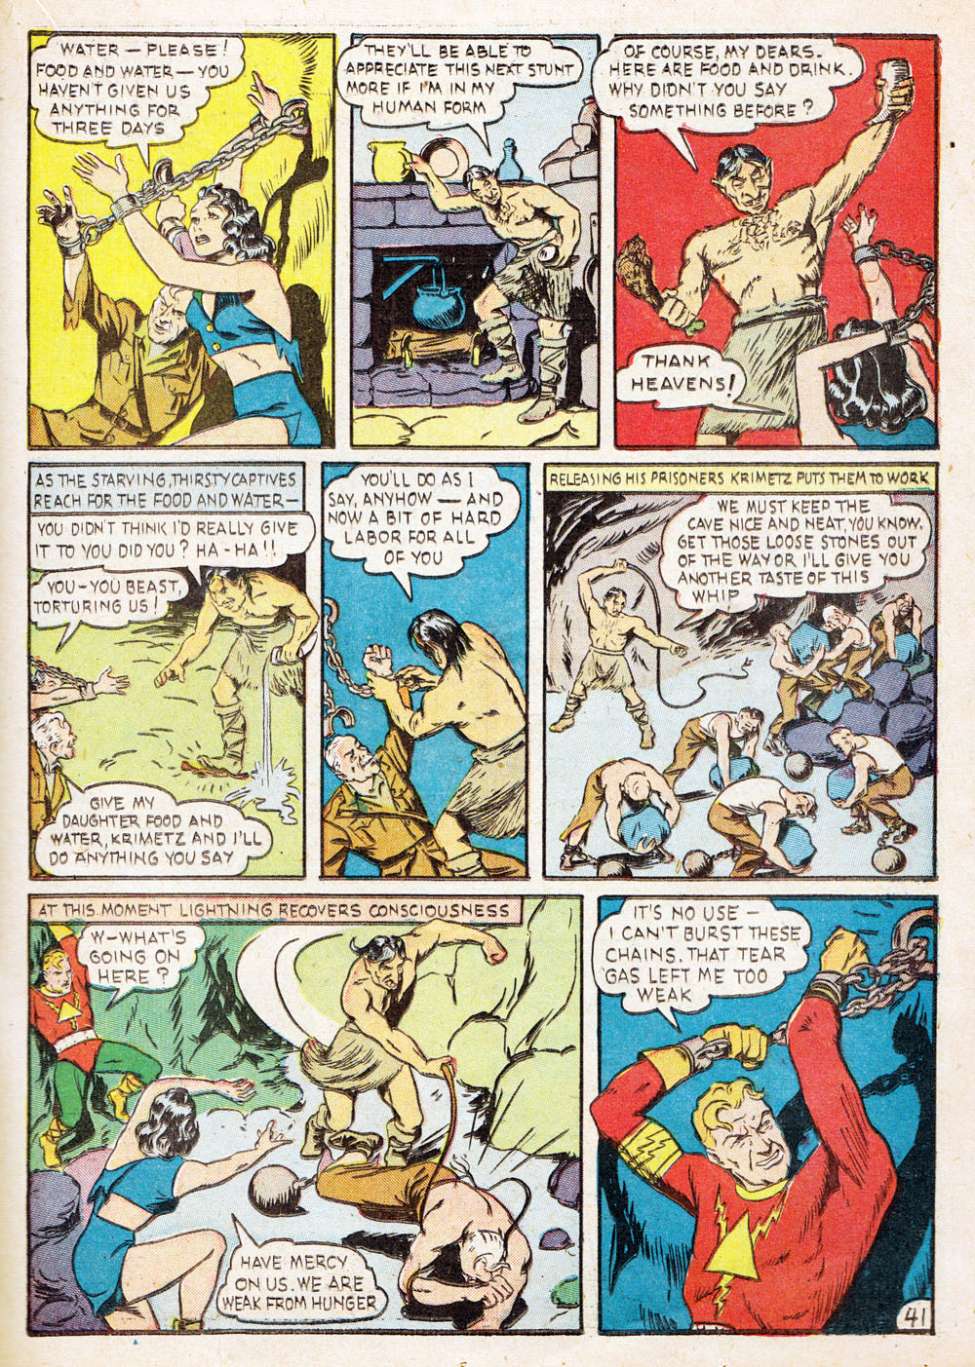 WATER — PLEASE!
FOOD AND WATER — YOU
HAVEN'T GIVEN US
ANYTHING FOR
THREE DAYS
THEY'LL BE ABLE TO
APPRECIATE THIS NEXT STUNT
MORE IF I'M IN MY
HUMAN FORM
OF COURSE, MY DEARS.
HERE ARE FOOD AND DRINK.
WHY DIDN'T YOU SAY
SOMETHING BEFORE?
THANK
HEAVENS!
AS THE STARVING, THIRSTY CAPTIVES
REACH FOR THE FOOD AND WATER —
YOU DIDN'T THINK I'D REALLY GIVE
IT TO YOU DID YOU? HA-HA!!
YOU-YOU BEAST,
TORTURING US!
GIVE MY
DAUGHTER FOOD AND
WATER, KRIMETZ AND I'LL
DO ANYTHING YOU SAY
YOU'LL DO AS I
SAY, ANYHOW — AND
NOW A BIT OF HARD
LABOR FOR ALL
OF YOU
RELEASING HIS PRISONERS KRIMETZ PUTS THEM TO WORK
WE MUST KEEP THE
CAVE NICE AND NEAT, YOU KNOW.
GET THOSE LOOSE STONES OUT
OF THE WAY OR I'LL GIVE YOU
ANOTHER TASTE OF THIS
WHIP
AT THIS MOMENT LIGHTNING RECOVERS CONSCIOUSNESS
W-WHAT'S
GOING ON
HERE?
HAVE MERCY
ON US. WE ARE
WEAK FROM HUNGER
IT'S NO USE —
I CAN'T BURST THESE
CHAINS. THAT TEAR
GAS LEFT ME TOO
WEAK
41